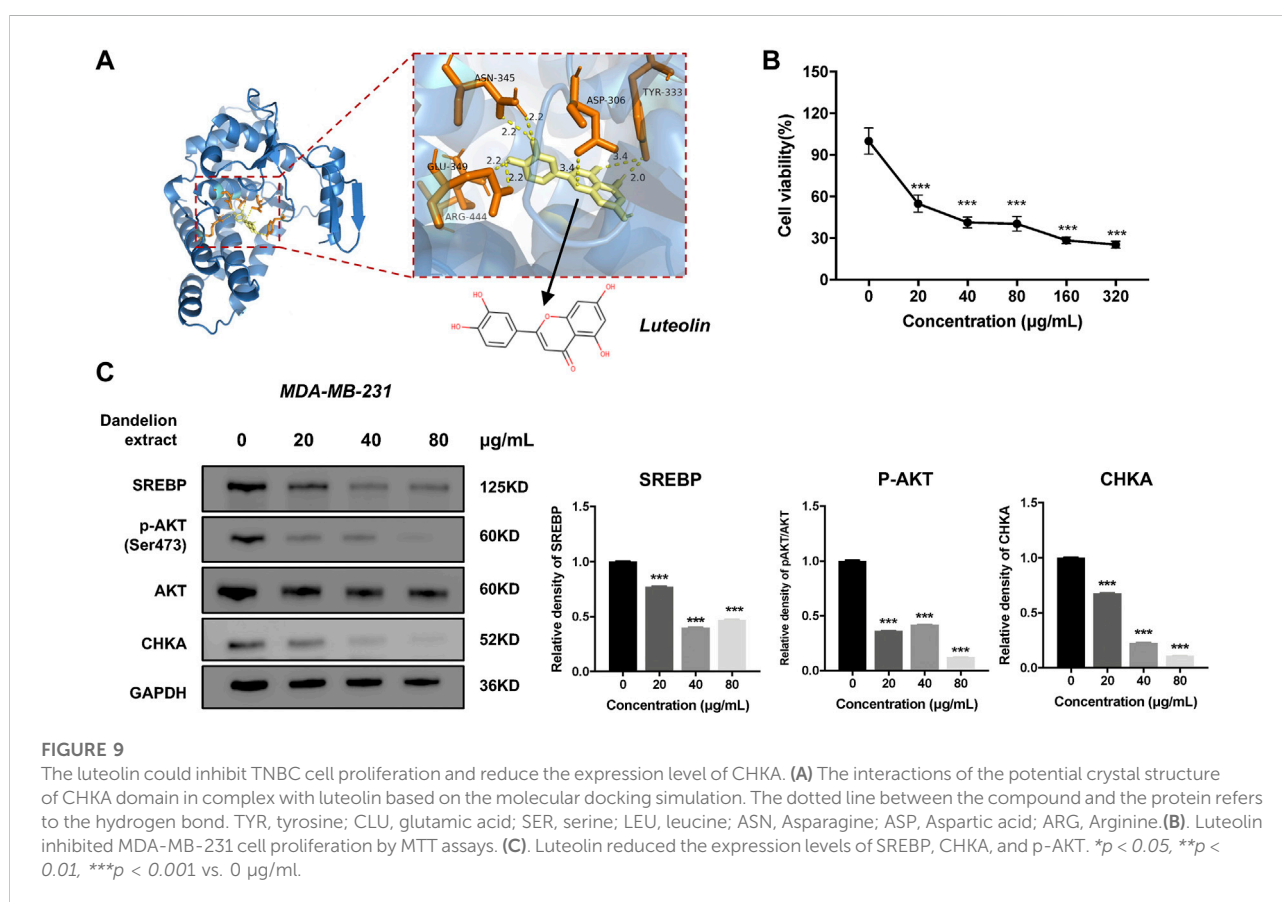 A
ASN-345
ASP-306
TYR-333
2.2
2.2
GLU-349
2.2
2.2
3.4
3.4
2.0
ARG-444
HO
HO
O
OH
OH
O
Luteolin
B
Cell viability(%)
150
120
90
60
30
0
***
***
***
***
***
0 20 40 80 160 320
Concentration (µg/mL)
C
MDA-MB-231
Dandelion
extract
0 20 40 80 µg/mL
SREBP 125KD
p-AKT
(Ser473) 60KD
AKT 60KD
CHKA 52KD
GAPDH 36KD
SREBP
Relative density of SREBP
1.5
1.0
0.5
0.0
***
***
***
0 20 40 80
Concentration (µg/mL)
P-AKT
Relative density of pAKT/AKT
1.5
1.0
0.5
0.0
***
***
***
0 20 40 80
Concentration (µg/mL)
CHKA
Relative density of CHKA
1.5
1.0
0.5
0.0
***
***
***
0 20 40 80
Concentration (µg/mL)
FIGURE 9
The luteolin could inhibit TNBC cell proliferation and reduce the expression level of CHKA. (A) The interactions of the potential crystal structure
of CHKA domain in complex with luteolin based on the molecular docking simulation. The dotted line between the compound and the protein refers
to the hydrogen bond. TYR, tyrosine; CLU, glutamic acid; SER, serine; LEU, leucine; ASN, Asparagine; ASP, Aspartic acid; ARG, Arginine.(B). Luteolin
inhibited MDA-MB-231 cell proliferation by MTT assays. (C). Luteolin reduced the expression levels of SREBP, CHKA, and p-AKT. *p < 0.05, **p <
0.01, ***p < 0.001 vs. 0 µg/ml.